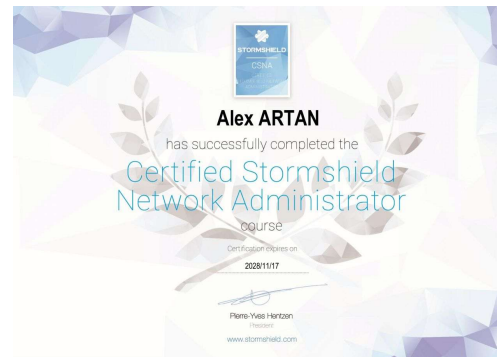 STORMSHIELD
CSNA
Alex ARTAN
has successfully completed the
Certified Stormshield
Network Administrator
course
Certification expires on
2028/11/17
Pierre-Yves Hentzen
President
www.stormshield.com